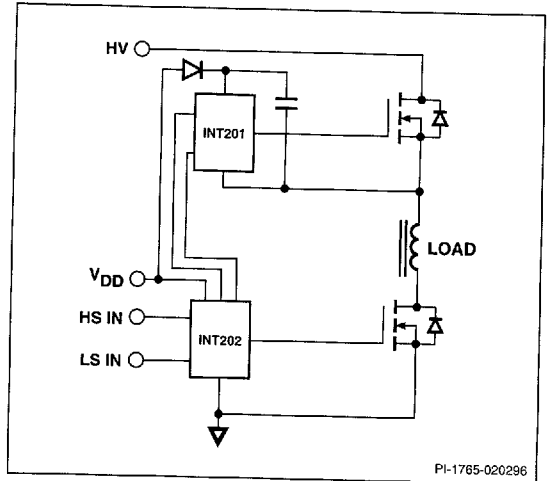 HV
INT201
LOAD
VDD
HS IN
INT202
LS IN
PI-1765-020296